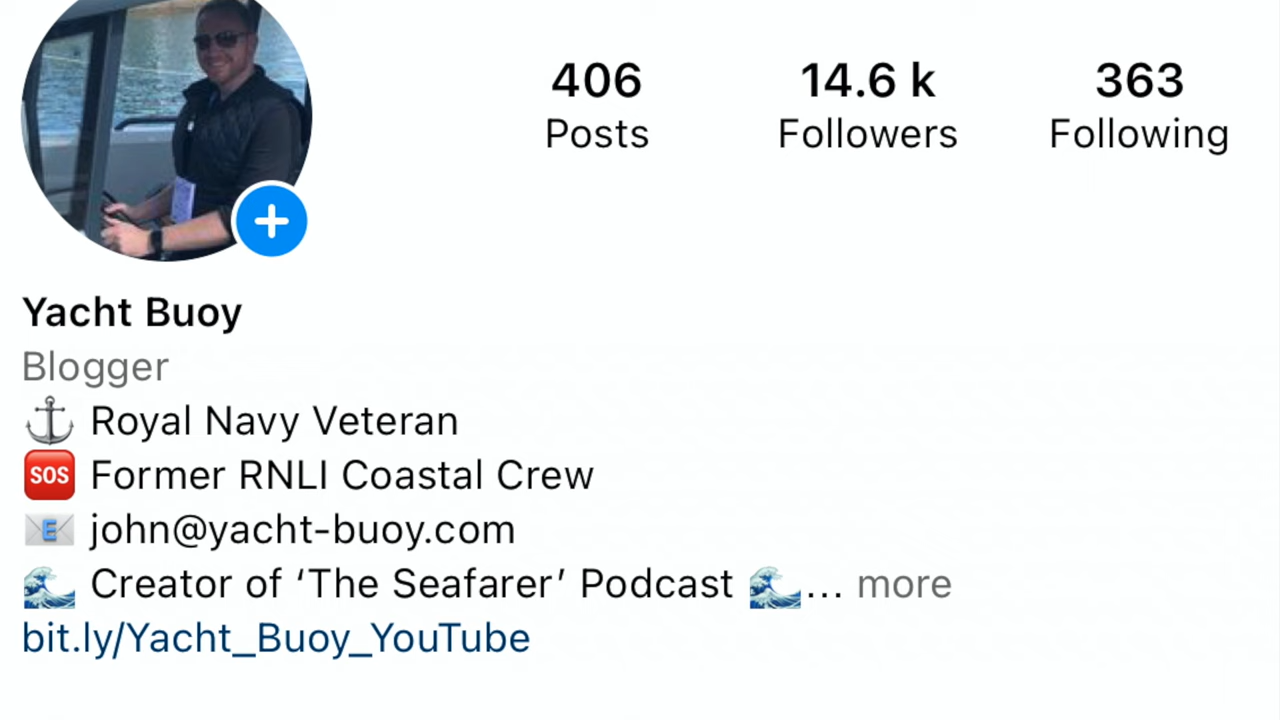 406 14.6 k 363
Posts Followers Following
Yacht Buoy
Blogger
⚓ Royal Navy Veteran
🆘 Former RNLI Coastal Crew
📧 john@yacht-buoy.com
🌊 Creator of ‘The Seafarer’ Podcast 🌊... more
bit.ly/Yacht_Buoy_YouTube